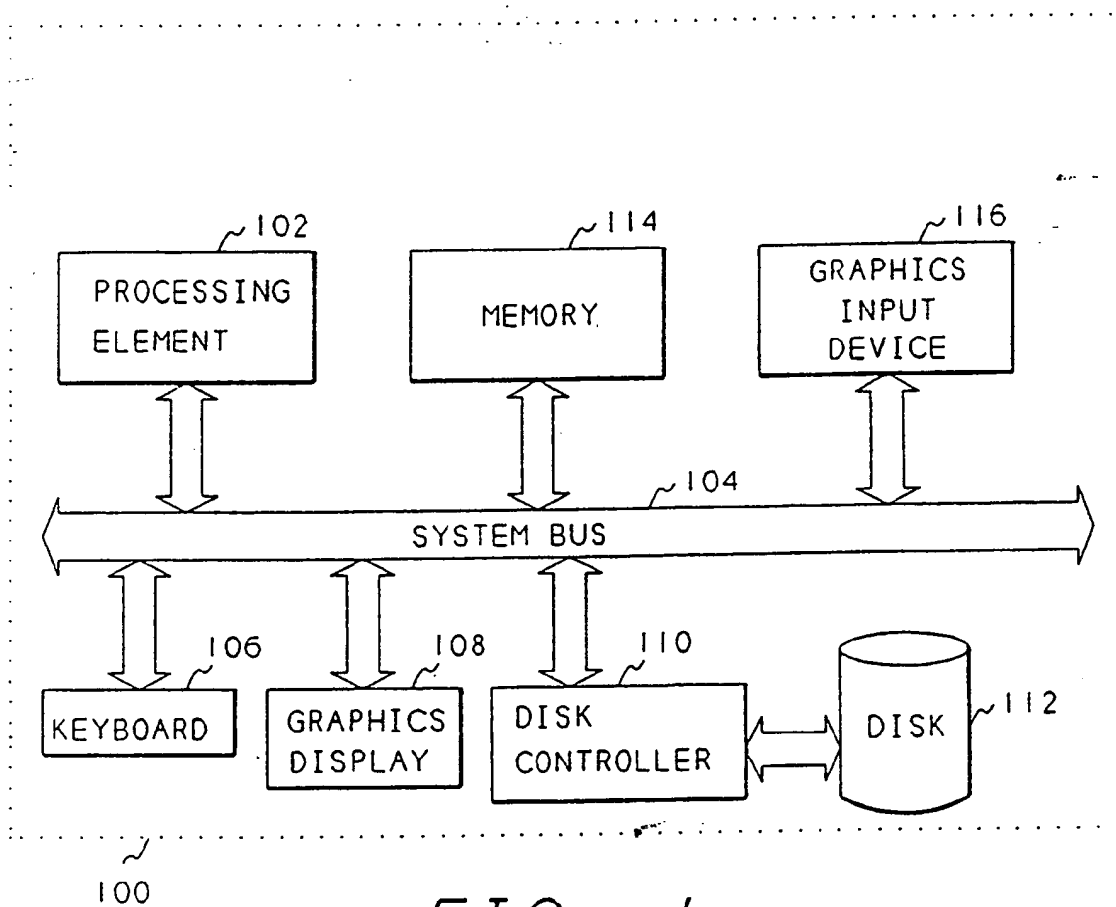 102
114
116
PROCESSING
ELEMENT
MEMORY
GRAPHICS
INPUT
DEVICE
104
SYSTEM BUS
106
108
110
112
KEYBOARD
GRAPHICS
DISPLAY
DISK
CONTROLLER
DISK
100